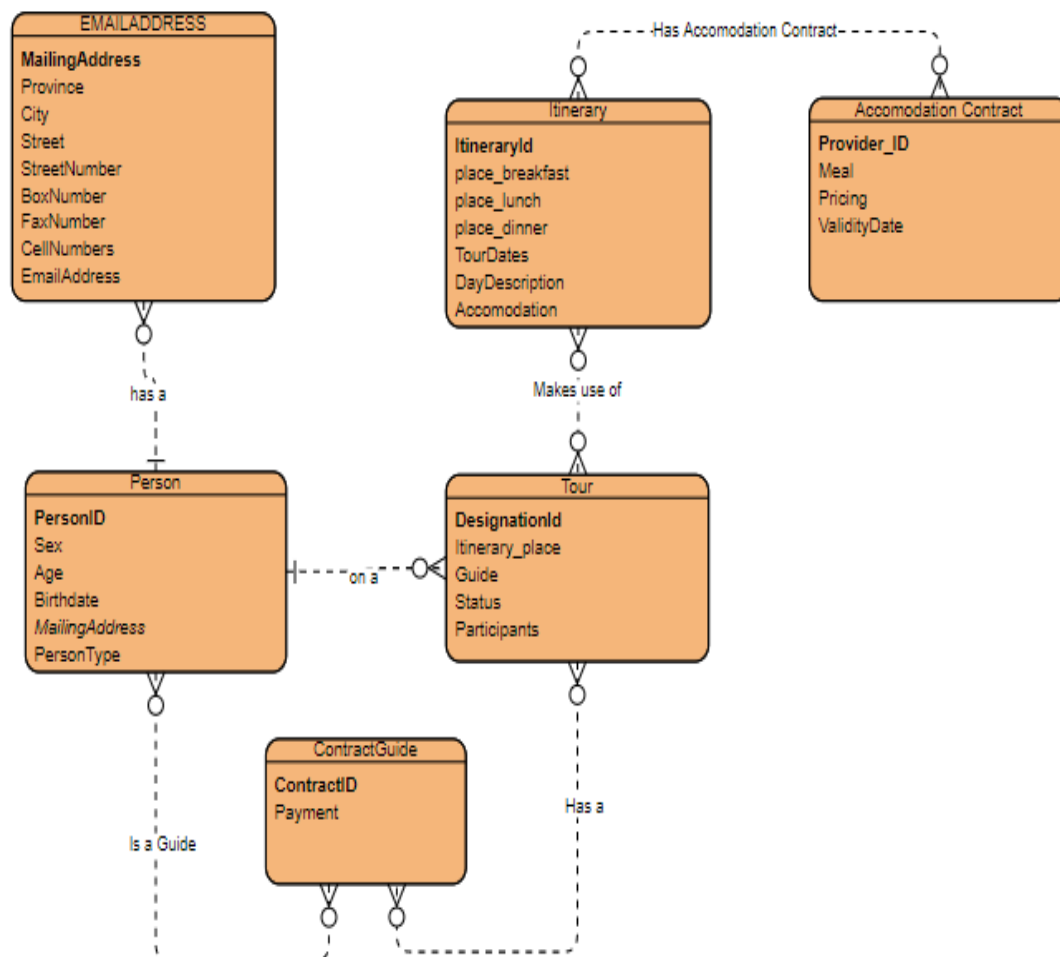 EMAILADDRESS
MailingAddress
Province
City
Street
StreetNumber
BoxNumber
FaxNumber
CellNumbers
EmailAddress
Has Accomodation Contract
Itinerary
ItineraryId
place_breakfast
place_lunch
place_dinner
TourDates
DayDescription
Accomodation
Accomodation Contract
Provider_ID
Meal
Pricing
ValidityDate
has a
Makes use of
Person
PersonID
Sex
Age
Birthdate
MailingAddress
PersonType
on a
Tour
DesignationId
Itinerary_place
Guide
Status
Participants
ContractGuide
ContractID
Payment
Is a Guide
Has a